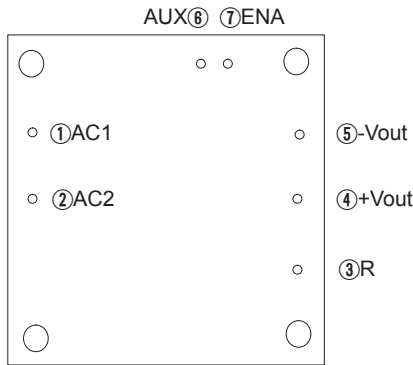 AUX⑥ ⑦ENA
①AC1
⑤-Vout
②AC2
④+Vout
③R